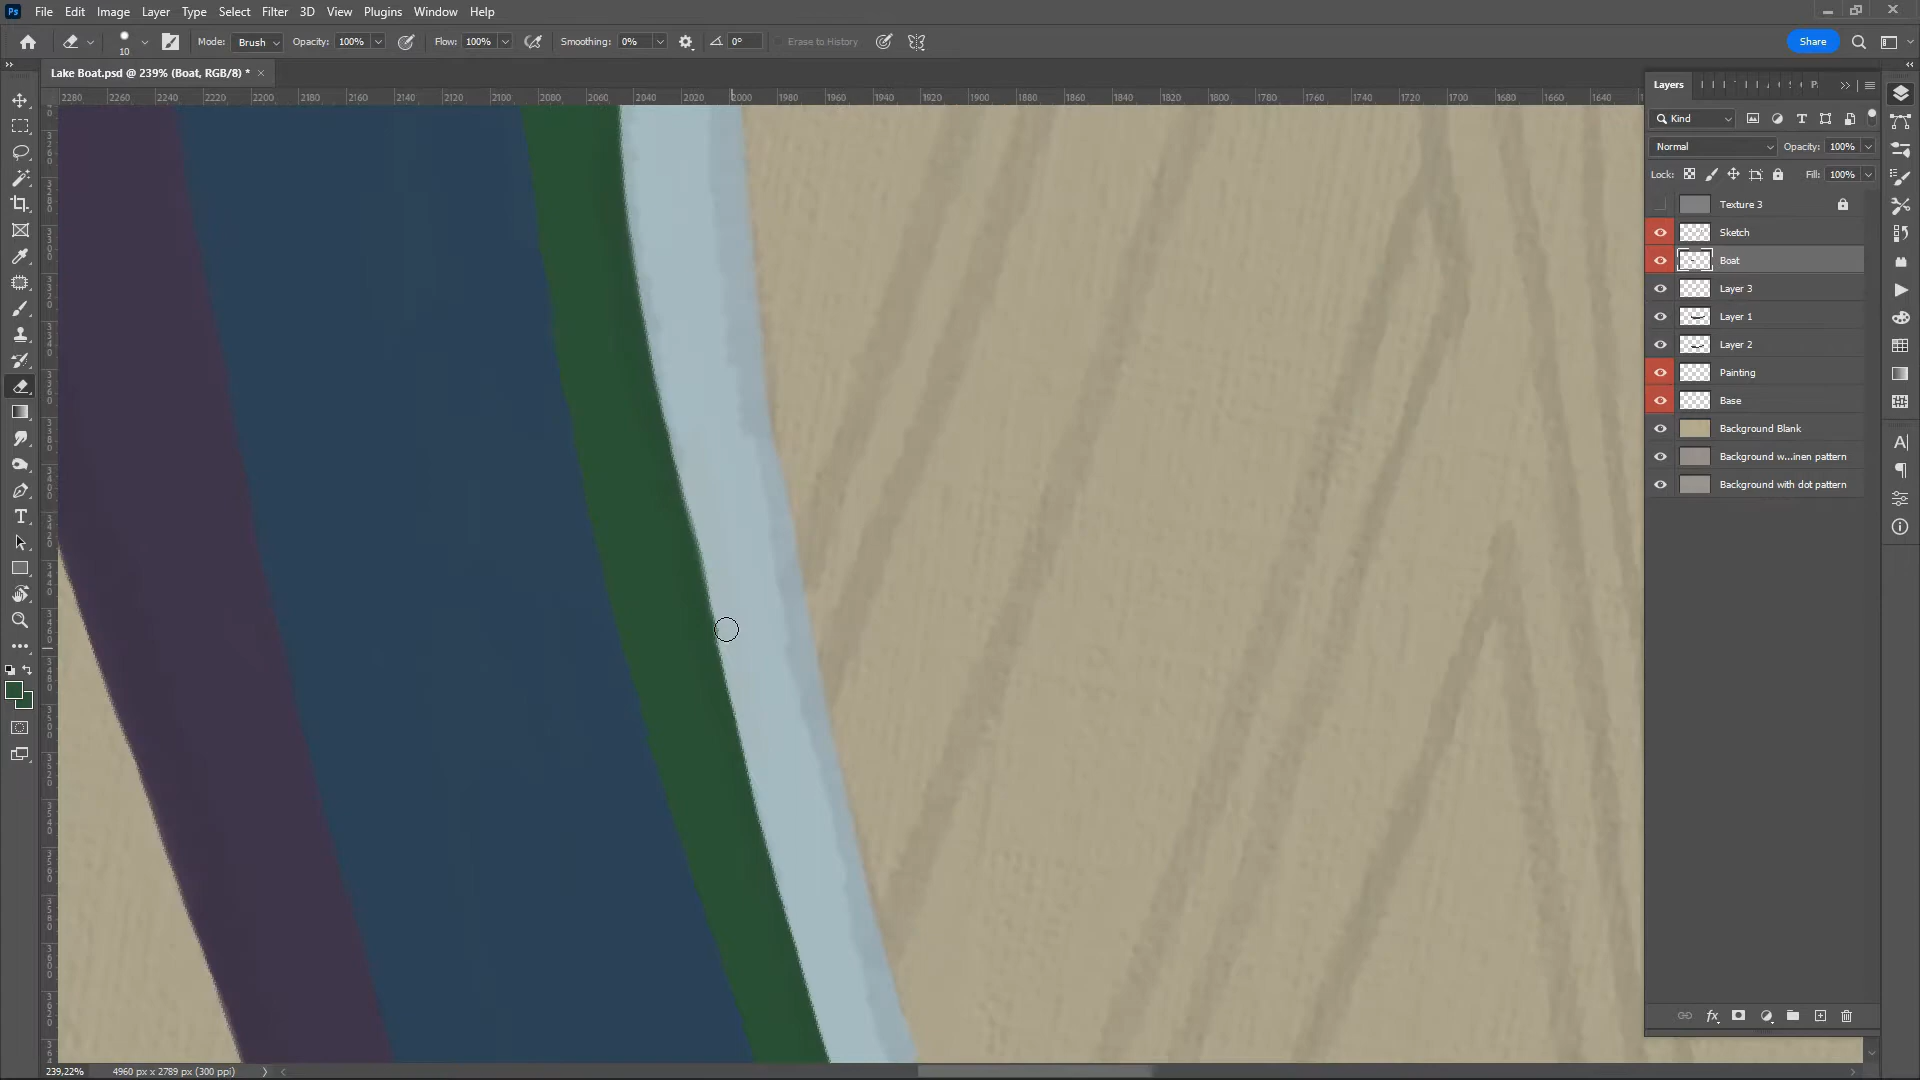 Ps File Edit Image Layer Type Select Filter 3D View Plugins Window Help
10 Mode: Brush Opacity: 100% Flow: 100% Smoothing: 0% 0° Erase to History Share
Lake Boat.psd @ 239% (Boat, RGB/8) * ×
2280 2260 2240 2220 2200 2180 2160 2140 2120 2100 2080 2060 2040 2020 2000 1980 1960 1940 1920 1900 1880 1860 1840 1820 1800 1780 1760 1740 1720 1700 1680 1660 1640
Layers
Kind
Normal Opacity: 100%
Lock: Fill: 100%
Texture 3
Sketch
Boat
Layer 3
Layer 1
Layer 2
Painting
Base
Background Blank
Background w...inen pattern
Background with dot pattern
fx
239,22% 4960 px x 2789 px (300 ppi)